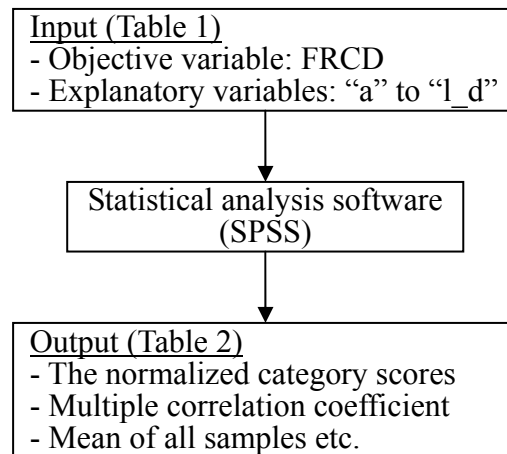 Input (Table 1)
- Objective variable: FRCD
- Explanatory variables: “a” to “l_d”
Statistical analysis software
(SPSS)
Output (Table 2)
- The normalized category scores
- Multiple correlation coefficient
- Mean of all samples etc.